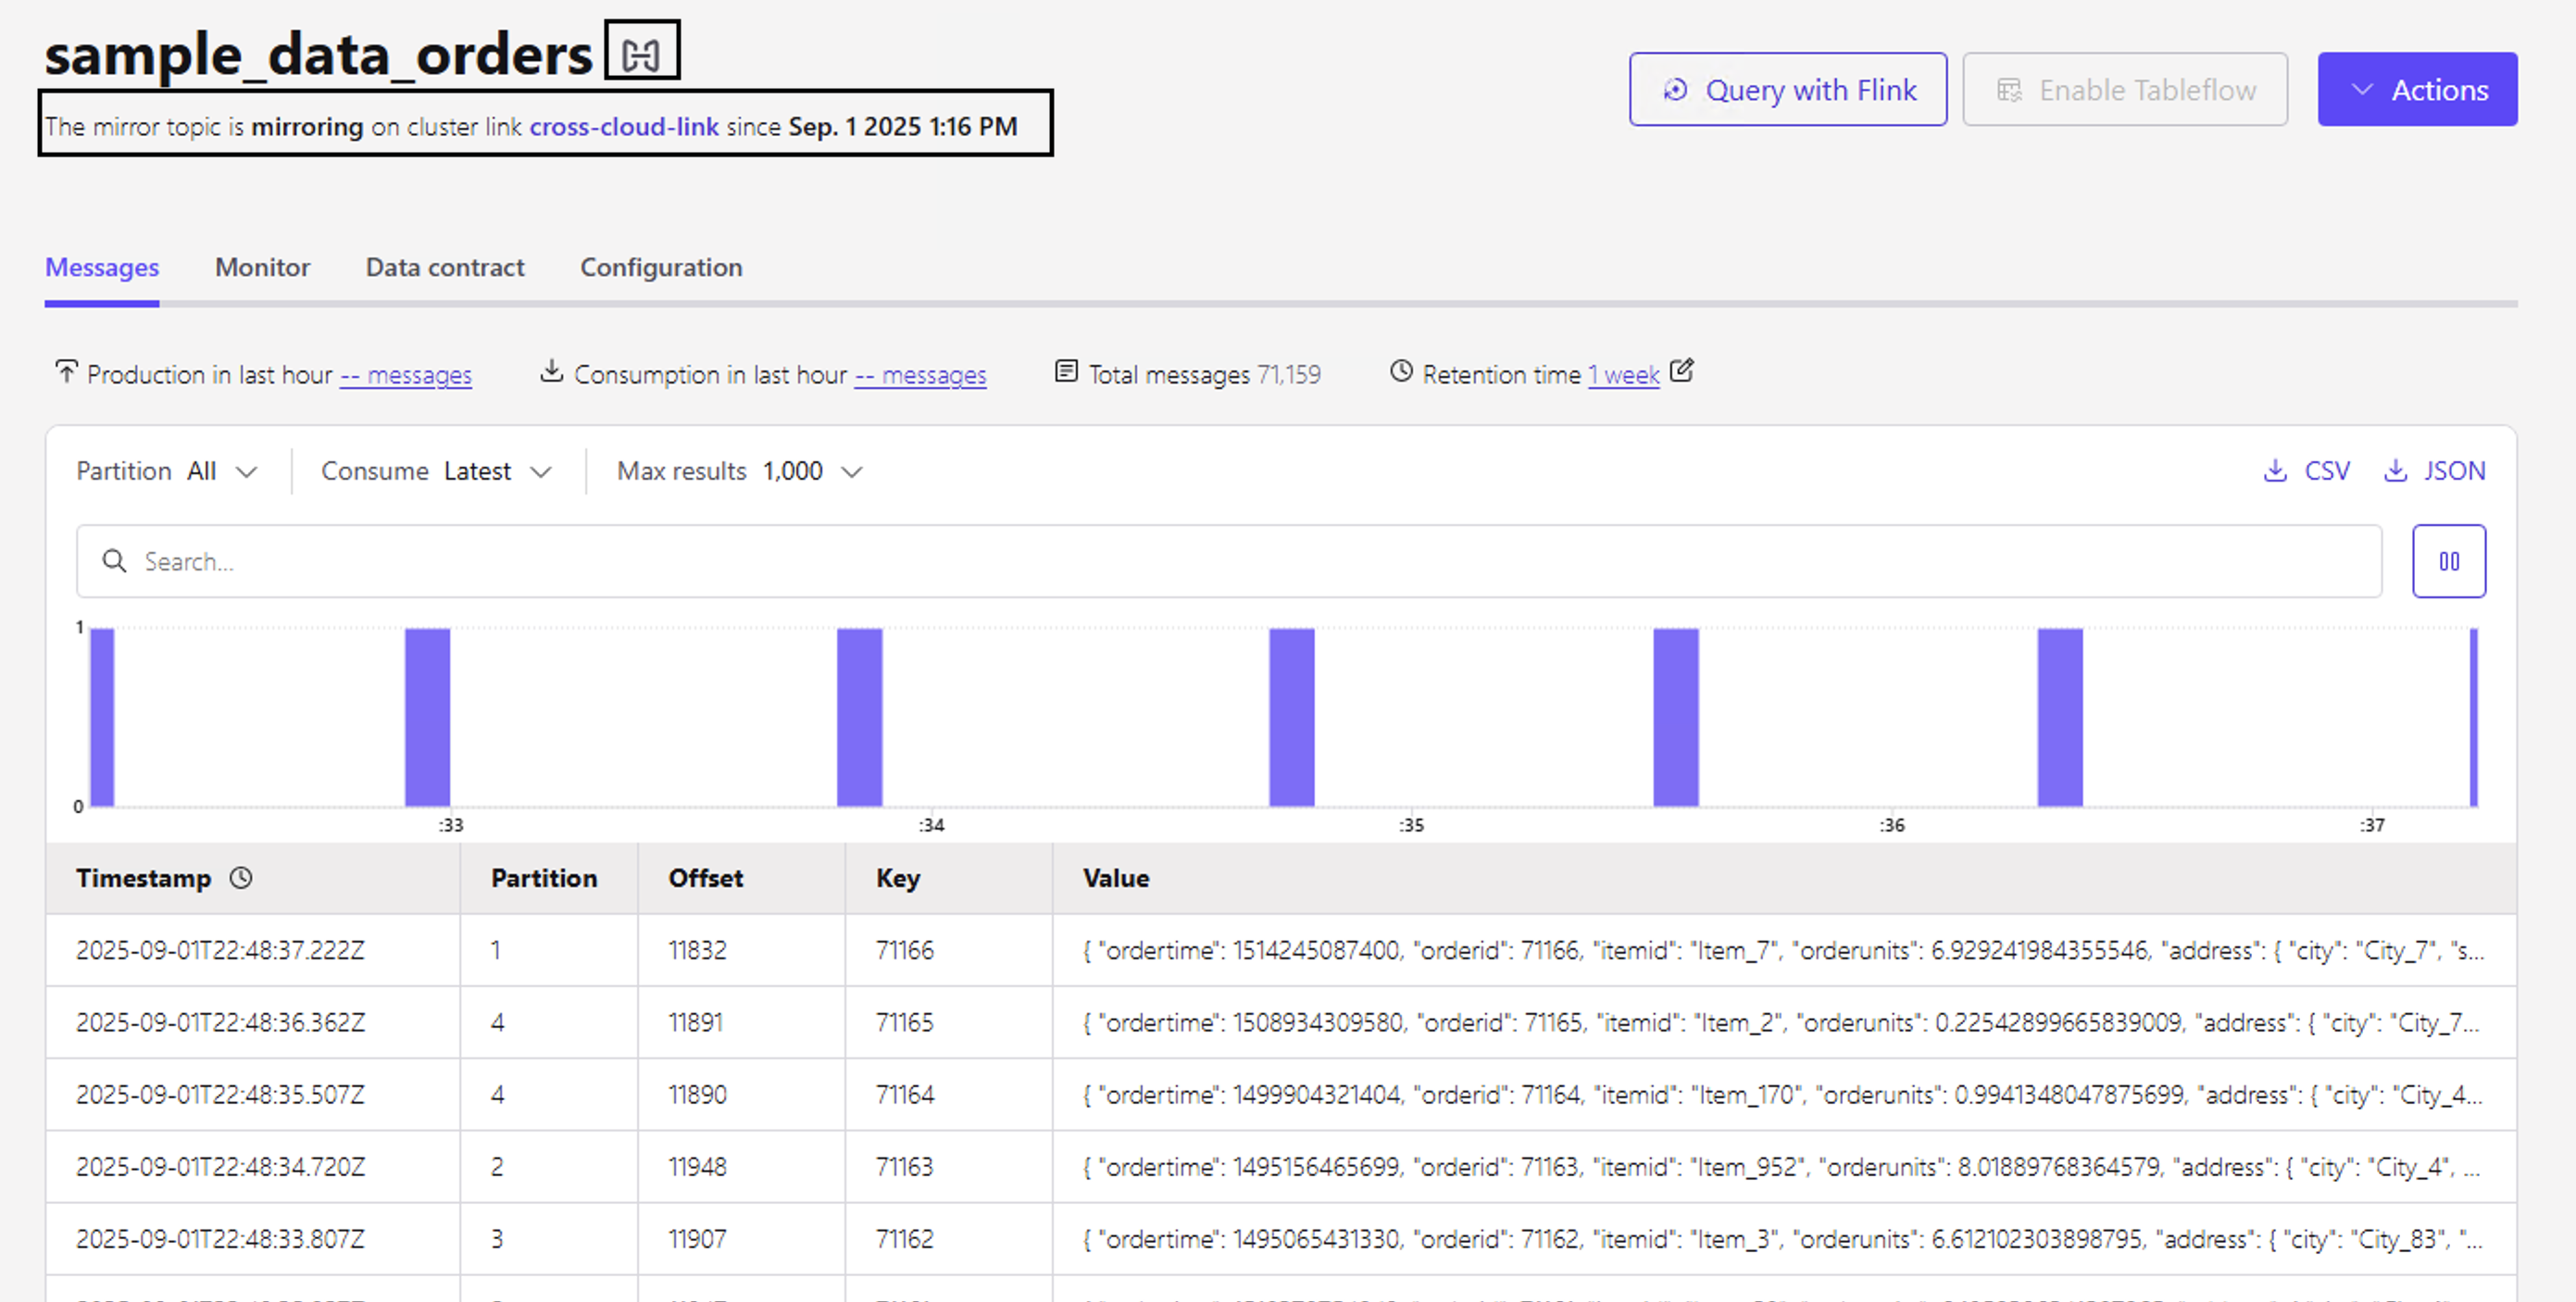 sample_data_orders
Query with Flink
Enable Tableflow
Actions
The mirror topic is mirroring on cluster link cross-cloud-link since Sep. 1 2025 1:16 PM
Messages Monitor Data contract Configuration
Production in last hour -- messages Consumption in last hour -- messages Total messages 71,159 Retention time 1 week
Partition All Consume Latest Max results 1,000 CSV JSON
Search...
1
0
:33 :34 :35 :36 :37
Timestamp Partition Offset Key Value
2025-09-01T22:48:37.222Z 1 11832 71166 { "ordertime": 1514245087400, "orderid": 71166, "itemid": "Item_7", "orderunits": 6.929241984355546, "address": { "city": "City_7", "s...
2025-09-01T22:48:36.362Z 4 11891 71165 { "ordertime": 1508934309580, "orderid": 71165, "itemid": "Item_2", "orderunits": 0.22542899665839009, "address": { "city": "City_7...
2025-09-01T22:48:35.507Z 4 11890 71164 { "ordertime": 1499904321404, "orderid": 71164, "itemid": "Item_170", "orderunits": 0.9941348047875699, "address": { "city": "City_4...
2025-09-01T22:48:34.720Z 2 11948 71163 { "ordertime": 1495156465699, "orderid": 71163, "itemid": "Item_952", "orderunits": 8.01889768364579, "address": { "city": "City_4", ...
2025-09-01T22:48:33.807Z 3 11907 71162 { "ordertime": 1495065431330, "orderid": 71162, "itemid": "Item_3", "orderunits": 6.612102303898795, "address": { "city": "City_83", "...